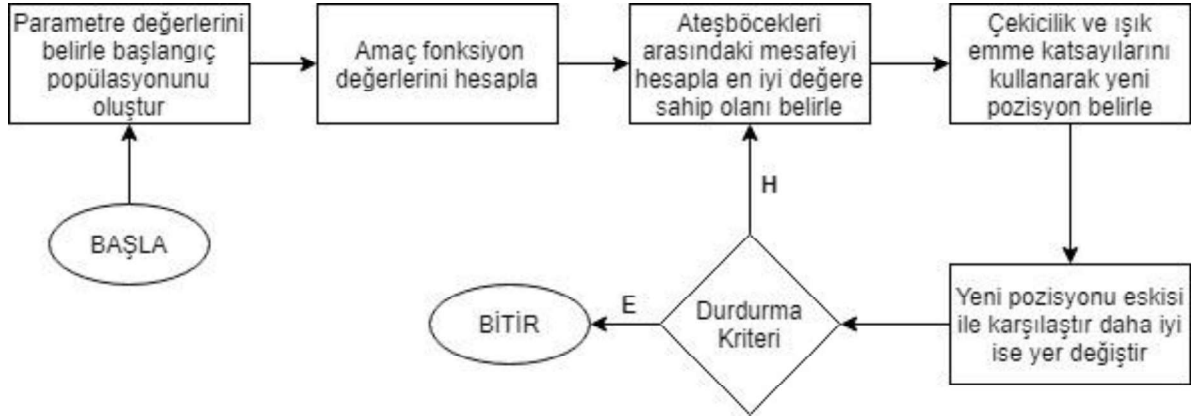 Parametre değerlerini
belirle başlangıç
popülasyonunu
oluştur
Amaç fonksiyon
değerlerini hesapla
Ateşböcekleri
arasındaki mesafeyi
hesapla en iyi değere
sahip olanı belirle
Çekicilik ve ışık
emme katsayılarını
kullanarak yeni
pozisyon belirle
H
BAŞLA
Yeni pozisyonu eskisi
ile karşılaştır daha iyi
ise yer değiştir
Durdurma
Kriteri
E
BİTİR